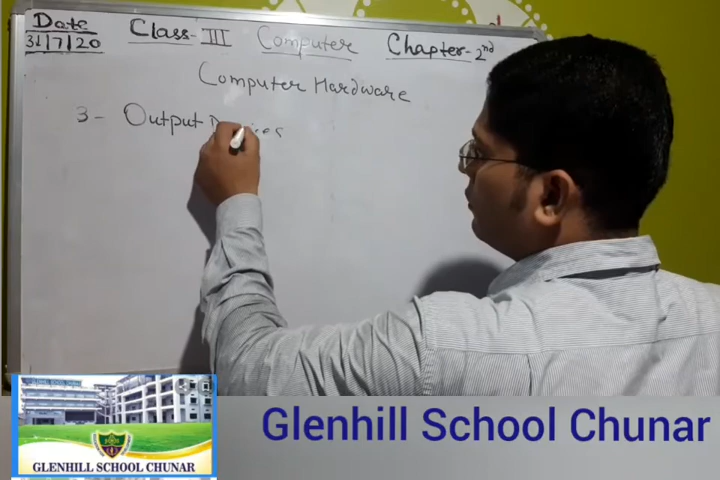 Date
31/7/20
Class-III Computer Chapter-2nd
Computer Hardware
3- Output
GLENHILL SCHOOL CHUNAR
Glenhill School Chunar